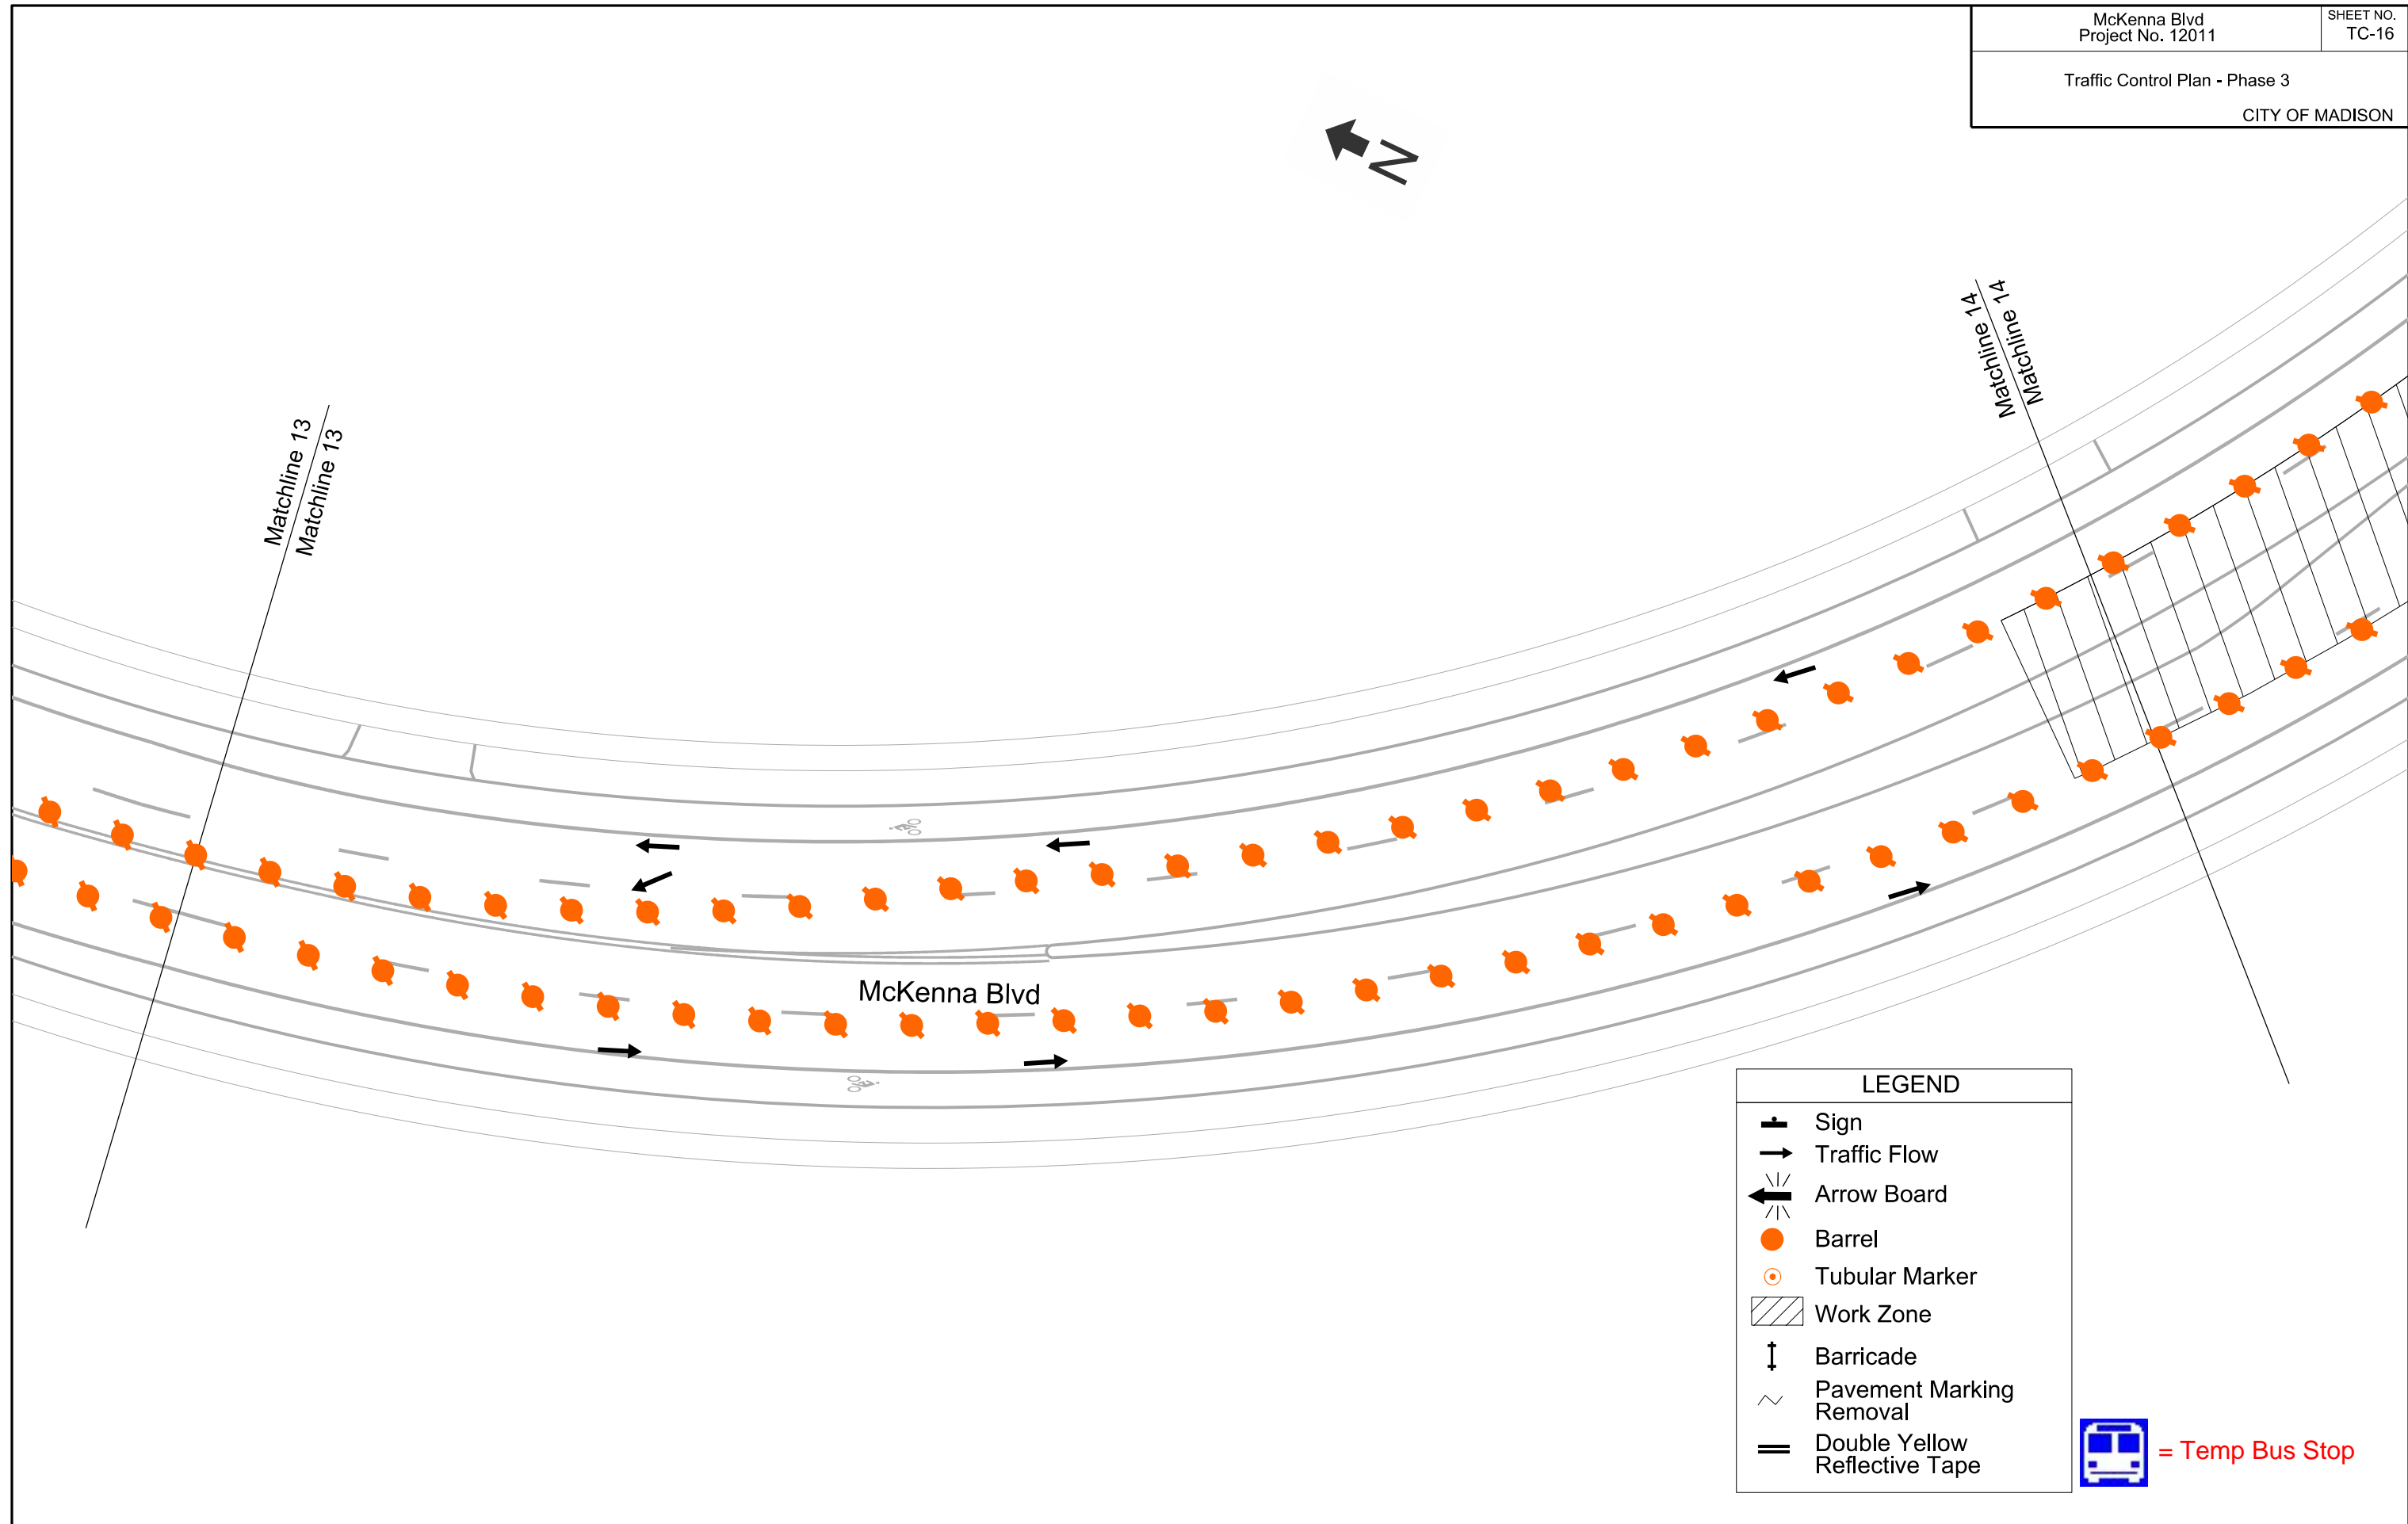 McKenna Blvd
Project No. 12011
SHEET NO.
TC-16
Traffic Control Plan - Phase 3
CITY OF MADISON
N
Matchline 14
Matchline 14
Matchline 13
Matchline 13
McKenna Blvd
LEGEND
Sign
Traffic Flow
Arrow Board
Barrel
Tubular Marker
Work Zone
Barricade
Pavement Marking
Removal
Double Yellow
Reflective Tape
= Temp Bus Stop